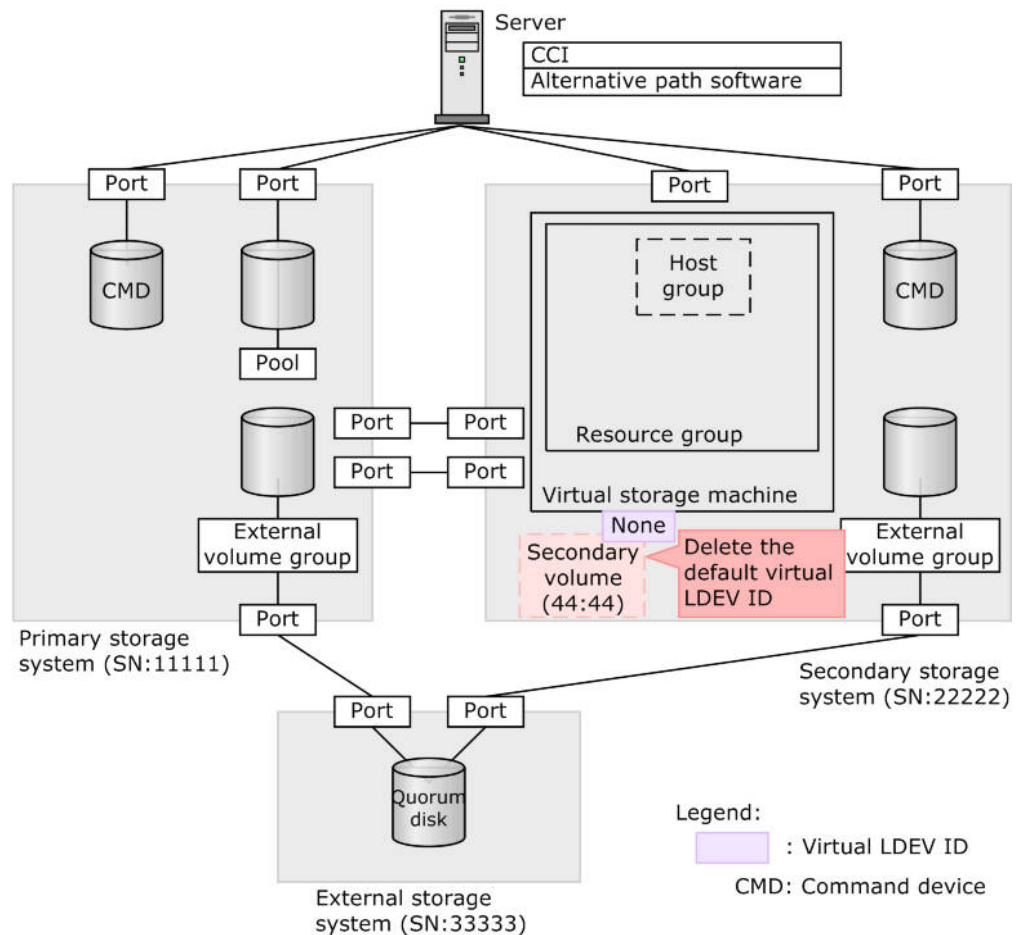 Server
CCI
Alternative path software
Port
Port
Port
Port
CMD
Host
group
CMD
Pool
Port
Port
Resource group
Port
Port
Virtual storage machine
External
volume group
None
Secondary
volume
(44:44)
Delete the
default virtual
LDEV ID
External
volume group
Port
Port
Primary storage
system (SN:11111)
Secondary storage
system (SN:22222)
Port
Port
Quorum
disk
External storage
system (SN:33333)
Legend:
: Virtual LDEV ID
CMD: Command device